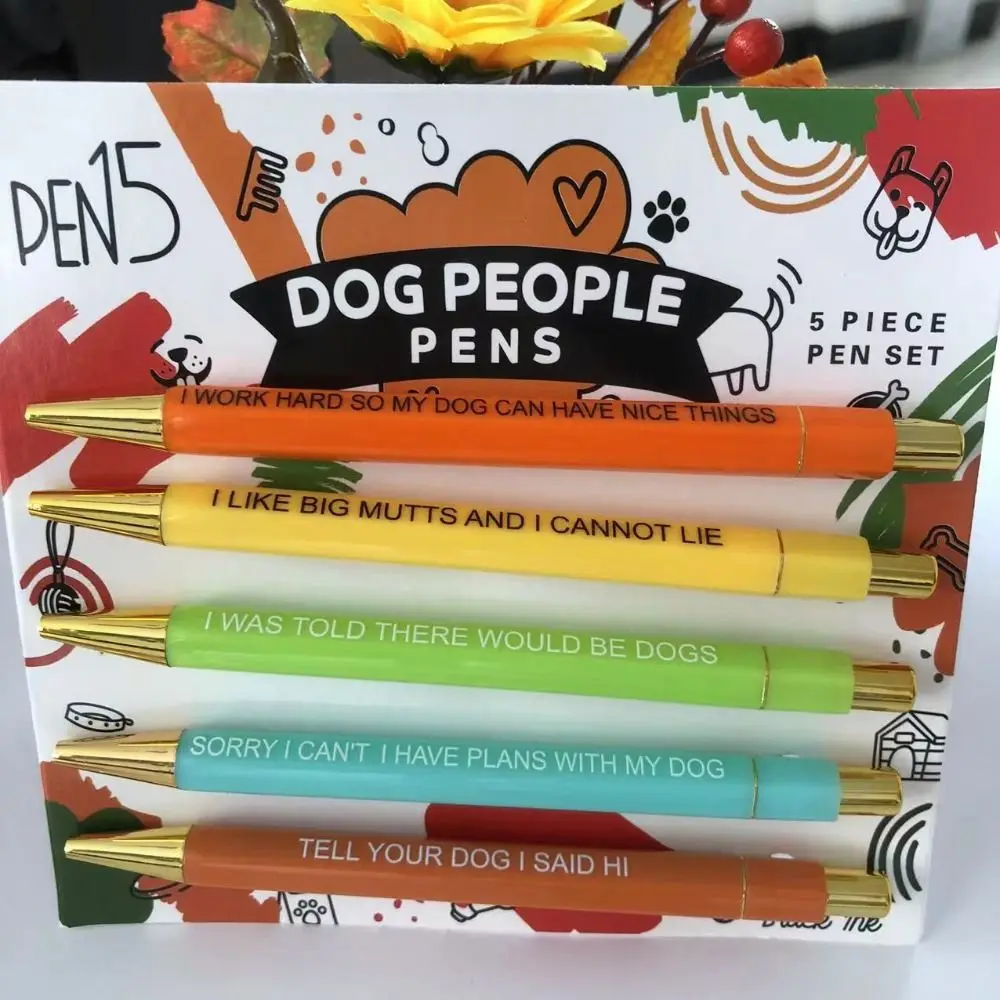 PEN15
DOG PEOPLE
PENS
5 PIECE
PEN SET
I WORK HARD SO MY DOG CAN HAVE NICE THINGS
I LIKE BIG MUTTS AND I CANNOT LIE
I WAS TOLD THERE WOULD BE DOGS
SORRY I CAN'T I HAVE PLANS WITH MY DOG
TELL YOUR DOG I SAID HI
Black Ink